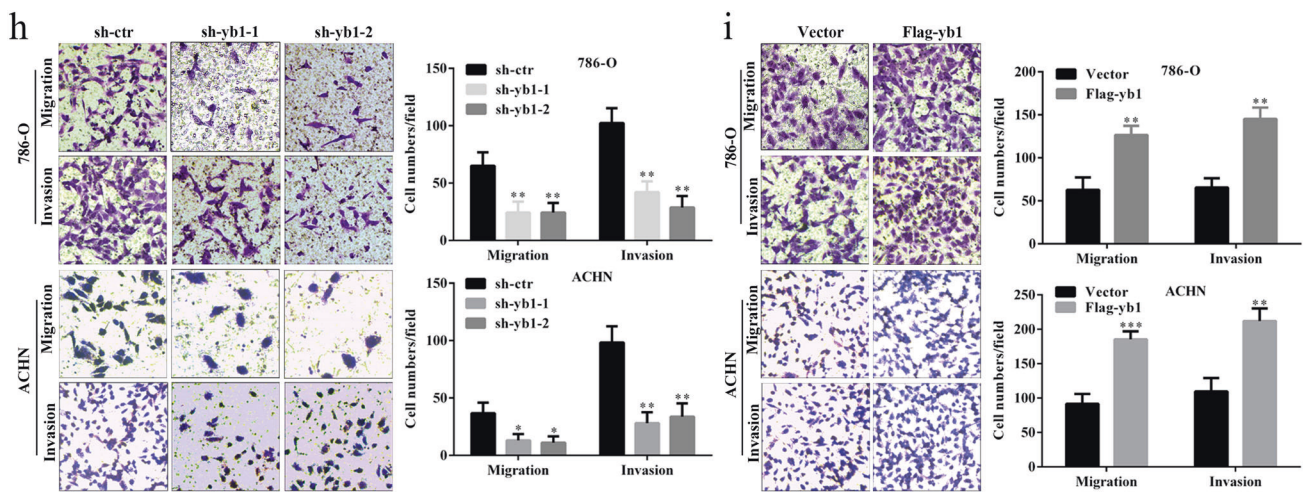 h
sh-ctr sh-yb1-1 sh-yb1-2
786-O
Migration
Invasion
ACHN
Migration
Invasion
786-O
sh-ctr
sh-yb1-1
sh-yb1-2
Cell numbers/field
150
100
50
0
** ** ** **
Migration Invasion
ACHN
sh-ctr
sh-yb1-1
sh-yb1-2
Cell numbers/field
150
100
50
0
* * ** **
Migration Invasion
i
Vector Flag-yb1
786-O
Migration
Invasion
ACHN
Migration
Invasion
786-O
Vector
Flag-yb1
Cell numbers/field
200
150
100
50
0
** **
Migration Invasion
ACHN
Vector
Flag-yb1
Cell numbers/field
250
200
150
100
50
0
*** **
Migration Invasion